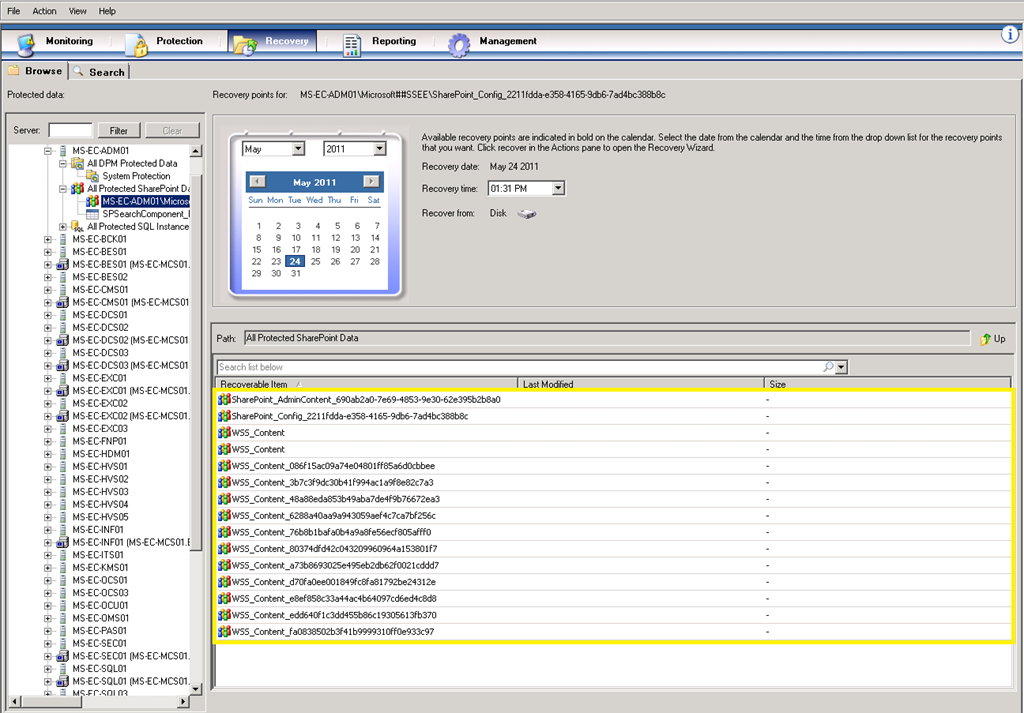 File Action View Help
Monitoring Protection Recovery Reporting Management
Browse Search
Protected data:
Recovery points for: MS-EC-ADM01\Microsoft##SSEE\SharePoint_Config_2211fdda-e358-4165-9db6-7ad4bc388b8c
Server: Filter Clear
MS-EC-ADM01
All DPM Protected Data
System Protection
All Protected SharePoint Da
MS-EC-ADM01\Micros
SPSearchComponent_
All Protected SQL Instance
MS-EC-BCK01
MS-EC-BES01
MS-EC-BES01 (MS-EC-MCS01.
MS-EC-BES02
MS-EC-CMS01
MS-EC-CMS01 (MS-EC-MCS01
MS-EC-DCS01
MS-EC-DCS02
MS-EC-DCS02 (MS-EC-MCS01
MS-EC-DCS03
MS-EC-DCS03 (MS-EC-MCS01
MS-EC-EXC01
MS-EC-EXC01 (MS-EC-MCS01
MS-EC-EXC02
MS-EC-EXC02 (MS-EC-MCS01
MS-EC-EXC03
MS-EC-FNP01
MS-EC-HDM01
MS-EC-HVS01
MS-EC-HVS02
MS-EC-HVS03
MS-EC-HVS04
MS-EC-HVS05
MS-EC-INF01
MS-EC-INF01 (MS-EC-MCS01.E
MS-EC-ITS01
MS-EC-KMS01
MS-EC-OCS01
MS-EC-OCS03
MS-EC-OCU01
MS-EC-OMS01
MS-EC-PAS01
MS-EC-SEC01
MS-EC-SEC01 (MS-EC-MCS01.
MS-EC-SQL01
MS-EC-SQL01 (MS-EC-MCS01.
MS-EC-SQL03
May 2011
May 2011
Sun Mon Tue Wed Thu Fri Sat
1 2 3 4 5 6 7
8 9 10 11 12 13 14
15 16 17 18 19 20 21
22 23 24 25 26 27 28
29 30 31
Available recovery points are indicated in bold on the calendar. Select the date from the calendar and the time from the drop down list for the recovery points
that you want. Click recover in the Actions pane to open the Recovery Wizard.
Recovery date: May 24 2011
Recovery time: 01:31 PM
Recover from: Disk
Path: All Protected SharePoint Data Up
Search list below
Recoverable Item Last Modified Size
SharePoint_AdminContent_690ab2a0-7e69-4853-9e30-62e395b2b8a0 -
SharePoint_Config_2211fdda-e358-4165-9db6-7ad4bc388b8c -
WSS_Content -
WSS_Content -
WSS_Content_086f15ac09a74e04801ff85a6d0cbbee -
WSS_Content_3b7c3f9dc30b41f994ac1a9f8e82c7a3 -
WSS_Content_48a88eda853b49aba7de4f9b76672ea3 -
WSS_Content_6288a40aa9a943059aef4c7ca7bf256c -
WSS_Content_76b8b1bafa0b4a9a8fe56ecf805afff0 -
WSS_Content_80374dfd42c043209960964a153801f7 -
WSS_Content_a73b8693025e495eb2db62f0021cddd7 -
WSS_Content_d70fa0ee001849fc8fa81792be24312e -
WSS_Content_e8ef858c33a44ac4b64097cd6ed4c8d8 -
WSS_Content_edd640f1c3dd455b86c19305613fb370 -
WSS_Content_fa0838502b3f41b9999310ff0e933c97 -